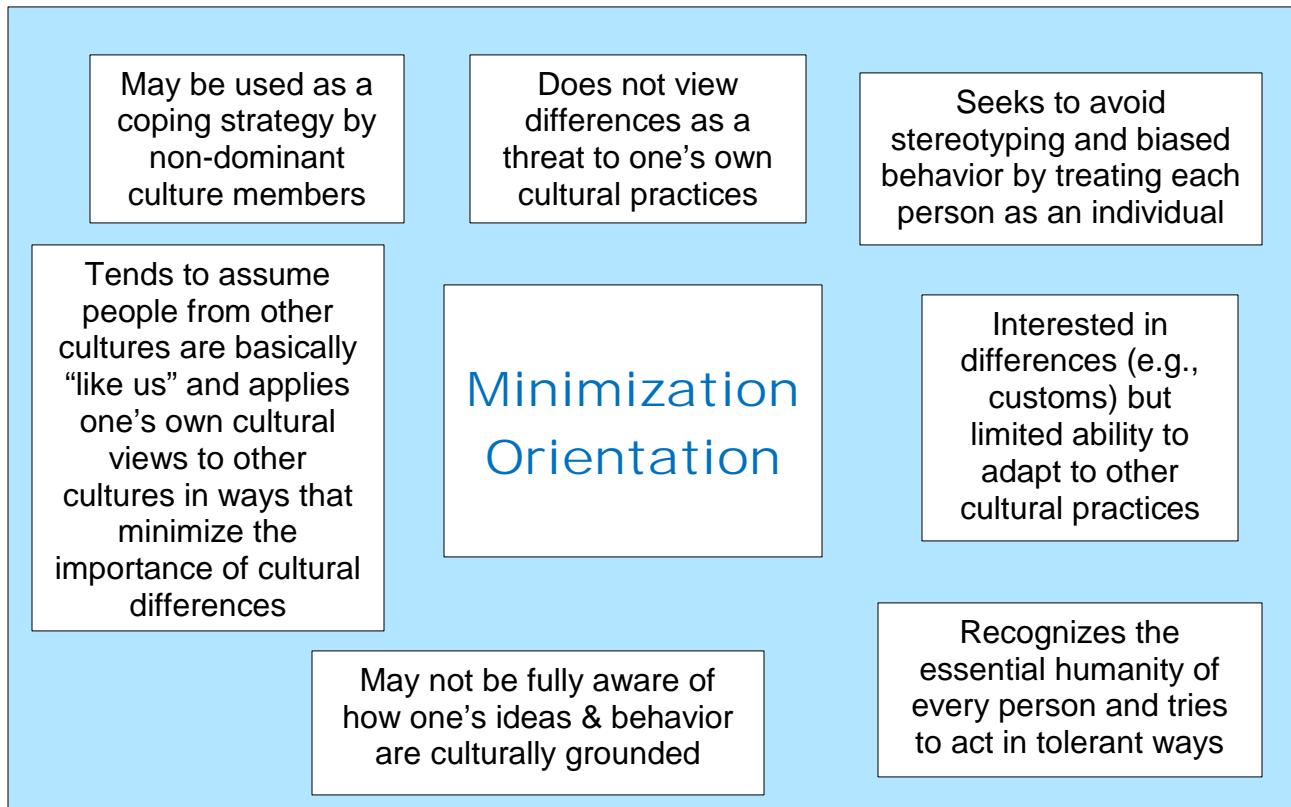 May be used as a
coping strategy by
non-dominant
culture members
Does not view
differences as a
threat to one’s own
cultural practices
Seeks to avoid
stereotyping and biased
behavior by treating each
person as an individual
Tends to assume
people from other
cultures are basically
“like us” and applies
one’s own cultural
views to other
cultures in ways that
minimize the
importance of cultural
differences
Minimization
Orientation
Interested in
differences (e.g.,
customs) but
limited ability to
adapt to other
cultural practices
May not be fully aware of
how one’s ideas & behavior
are culturally grounded
Recognizes the
essential humanity of
every person and tries
to act in tolerant ways